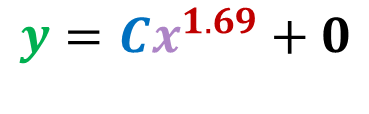 y = Cx^1.69 + 0